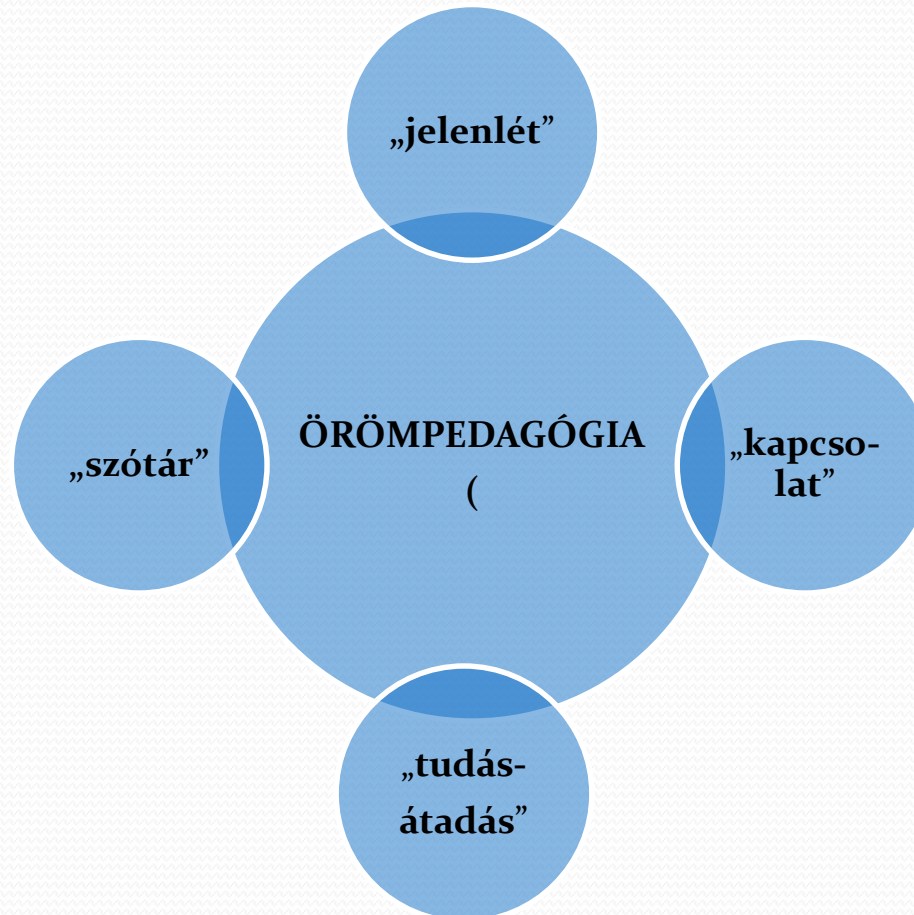 „jelenlét”
„szótár”
ÖRÖMPEDAGÓGIA
(
„kapcso-
lat”
„tudás-
átadás”